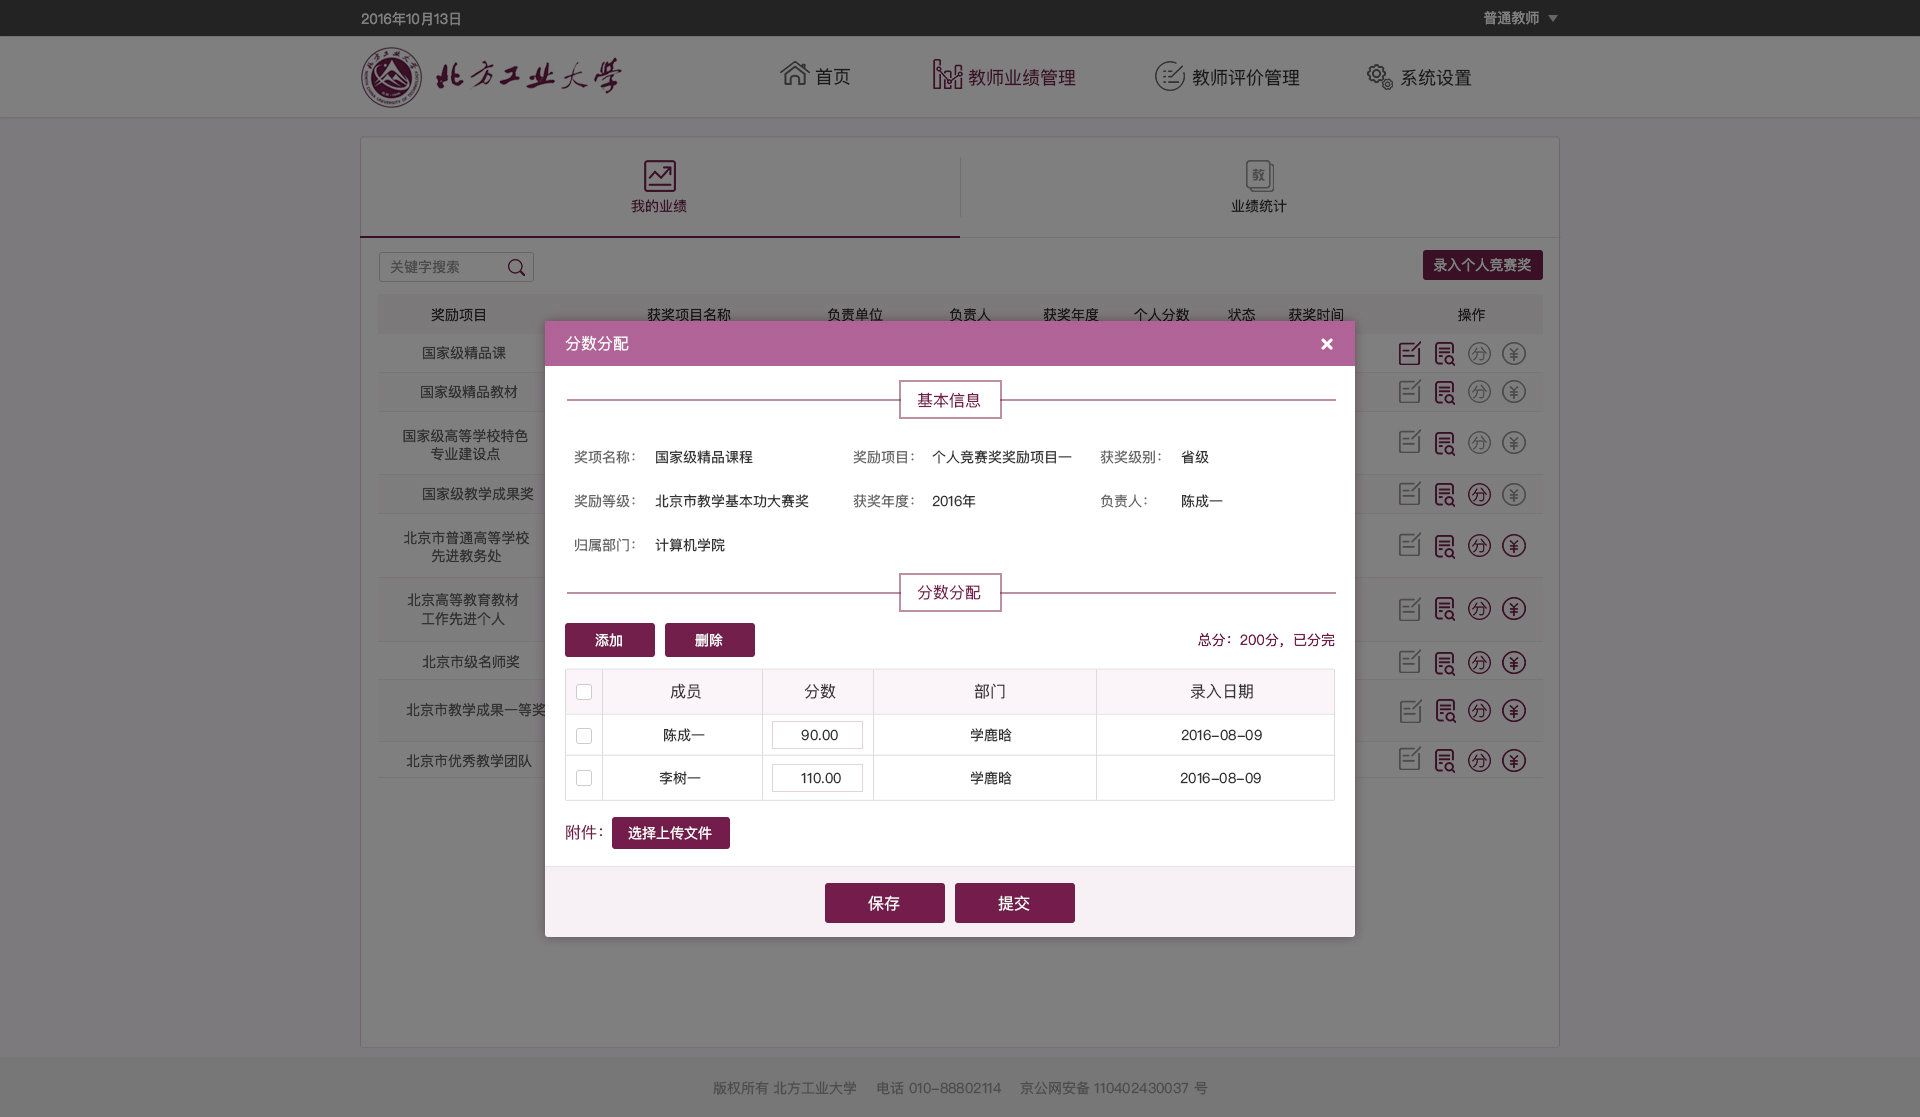 2016年10月13日 普通教师
北方工业大学 首页 教师业绩管理 教师评价管理 系统设置
教
我的业绩 业绩统计
关键字搜索 录入个人竞赛奖
奖励项目 获奖项目名称 负责单位 负责人 获奖年度 个人分数 状态 获奖时间 操作
分数分配
国家级精品课 分 ¥
国家级精品教材 分 ¥
基本信息
国家级高等学校特色
专业建设点 分 ¥
奖项名称： 国家级精品课程 奖励项目： 个人竞赛奖奖励项目一 获奖级别： 省级
国家级教学成果奖 分 ¥
奖励等级： 北京市教学基本功大赛奖 获奖年度： 2016年 负责人： 陈成一
北京市普通高等学校
先进教务处 分 ¥
归属部门： 计算机学院
分数分配
北京高等教育教材
工作先进个人 分 ¥
添加 删除 总分：200分，已分完
北京市级名师奖 分 ¥
成员 分数 部门 录入日期
北京市教学成果一等奖 分 ¥
陈成一 90.00 学鹿晗 2016-08-09
北京市优秀教学团队 分 ¥
李树一 110.00 学鹿晗 2016-08-09
附件： 选择上传文件
保存 提交
版权所有 北方工业大学 电话 010-88802114 京公网安备 110402430037 号